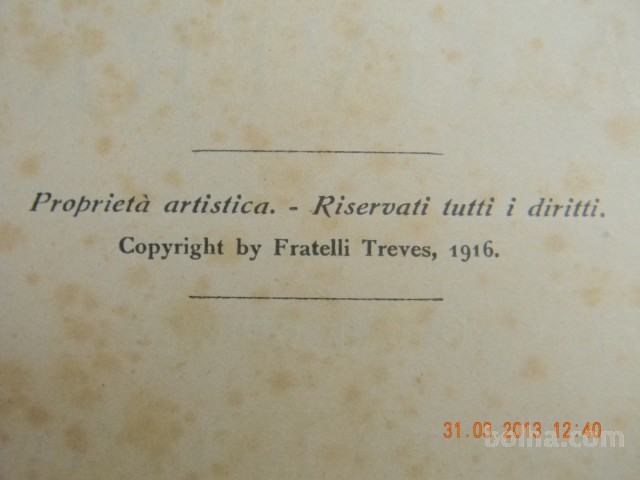 Proprietà artistica. - Riservati tutti i diritti.
Copyright by Fratelli Treves, 1916.
31.03.2013 12:40
bolha.com